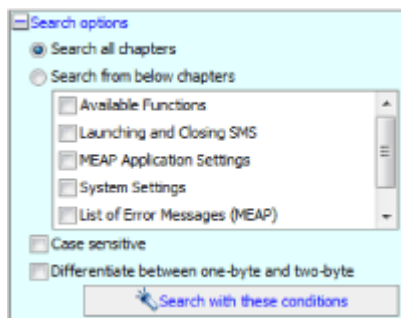 Search options
Search all chapters
Search from below chapters
Available Functions
Launching and Closing SMS
MEAP Application Settings
System Settings
List of Error Messages (MEAP)
Case sensitive
Differentiate between one-byte and two-byte
Search with these conditions